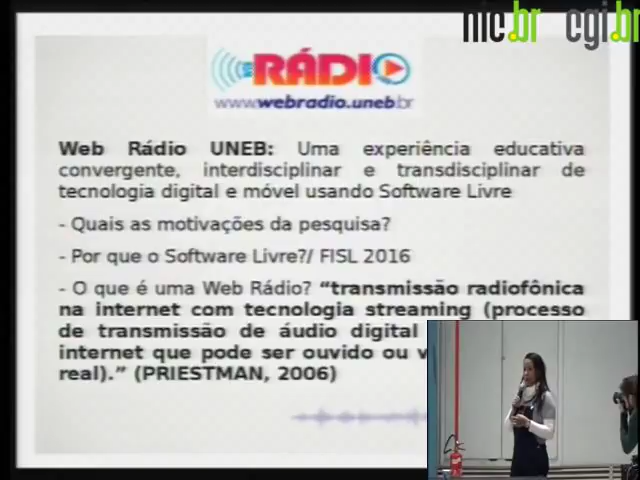 nic.br cgi.br
RÁDIO
www.webradio.uneb.br
Web Rádio UNEB: Uma experiência educativa
convergente, interdisciplinar e transdisciplinar de
tecnologia digital e móvel usando Software Livre
- Quais as motivações da pesquisa?
- Por que o Software Livre?/ FISL 2016
- O que é uma Web Rádio? “transmissão radiofônica
na internet com tecnologia streaming (processo
de transmissão de áudio digital
internet que pode ser ouvido ou v
real).” (PRIESTMAN, 2006)